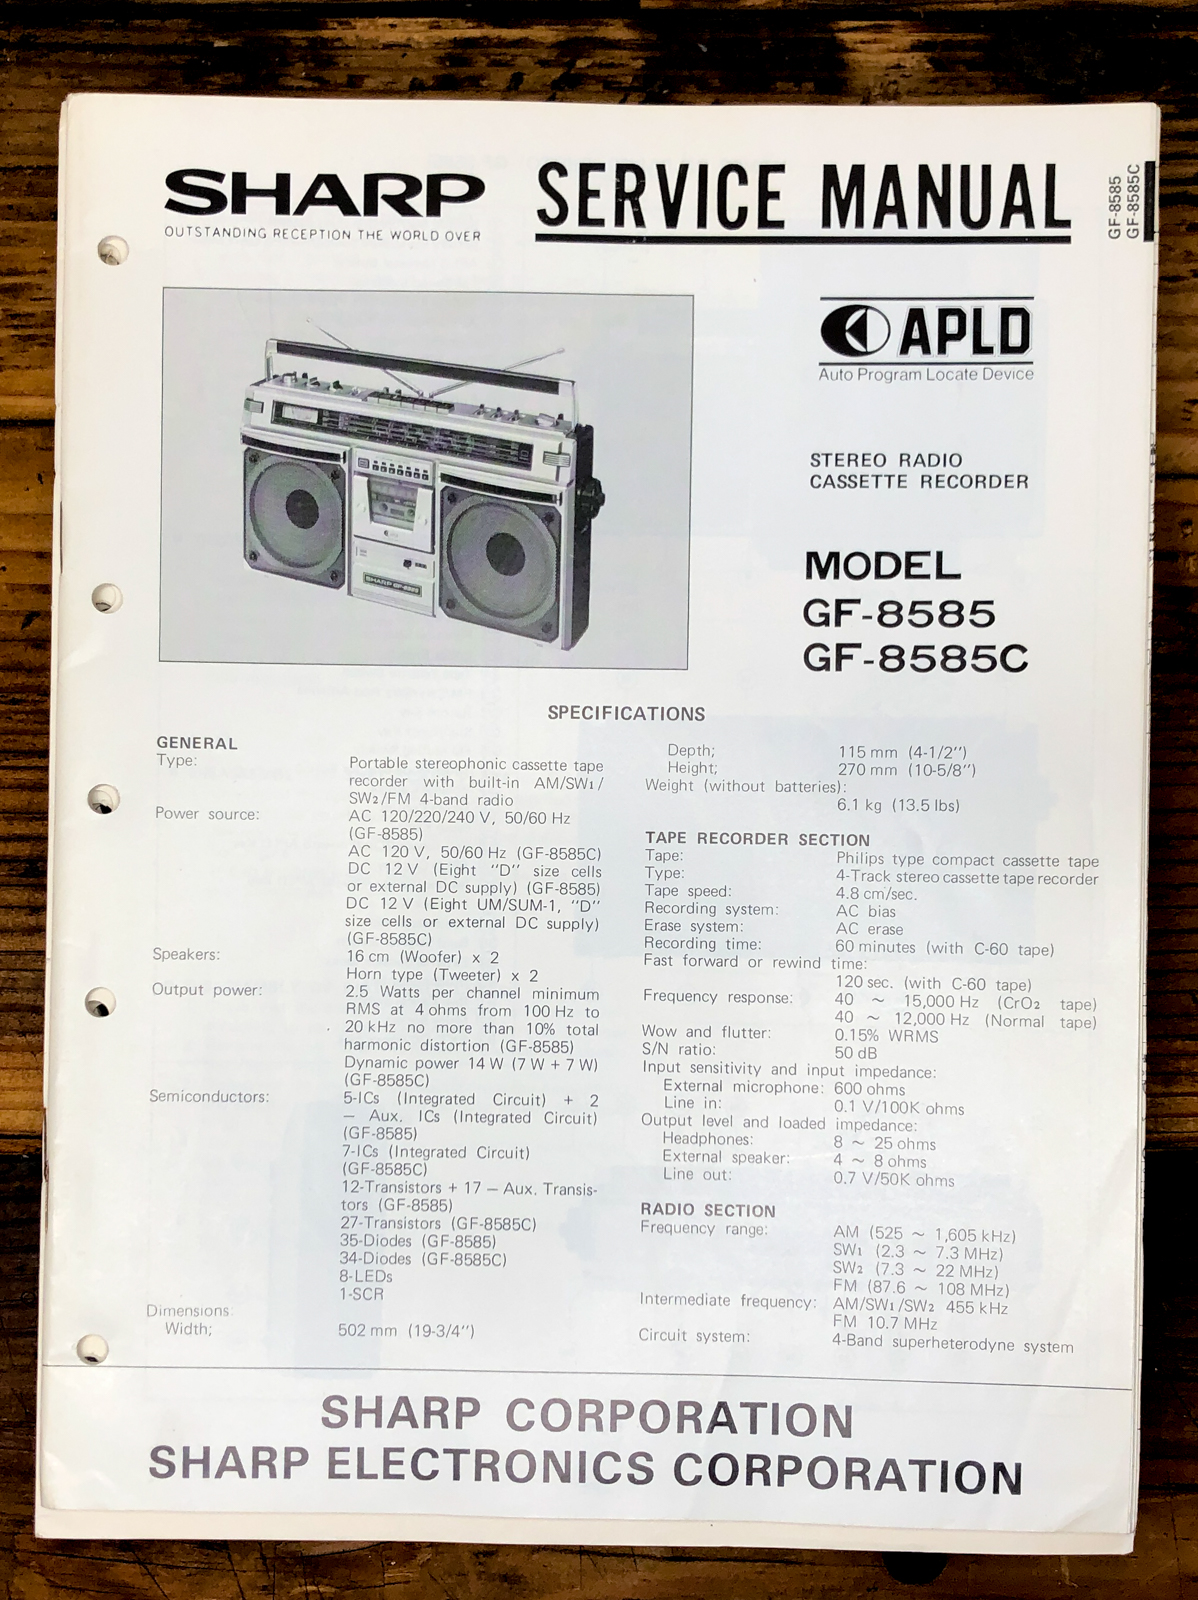 SHARP SERVICE MANUAL
OUTSTANDING RECEPTION THE WORLD OVER
GF-8585
GF-8585C
APLD
Auto Program Locate Device
STEREO RADIO
CASSETTE RECORDER
MODEL
GF-8585
GF-8585C
SHARP GF-8585
SPECIFICATIONS
GENERAL
Type: Portable stereophonic cassette tape
recorder with built-in AM/SW1/
SW2/FM 4-band radio
Power source: AC 120/220/240 V, 50/60 Hz
(GF-8585)
AC 120 V, 50/60 Hz (GF-8585C)
DC 12 V (Eight "D" size cells
or external DC supply) (GF-8585)
DC 12 V (Eight UM/SUM-1, "D"
size cells or external DC supply)
(GF-8585C)
Speakers: 16 cm (Woofer) x 2
Horn type (Tweeter) x 2
Output power: 2.5 Watts per channel minimum
RMS at 4 ohms from 100 Hz to
20 kHz no more than 10% total
harmonic distortion (GF-8585)
Dynamic power 14 W (7 W + 7 W)
(GF-8585C)
Semiconductors: 5-ICs (Integrated Circuit) + 2
— Aux. ICs (Integrated Circuit)
(GF-8585)
7-ICs (Integrated Circuit)
(GF-8585C)
12-Transistors + 17 — Aux. Transis-
tors (GF-8585)
27-Transistors (GF-8585C)
35-Diodes (GF-8585)
34-Diodes (GF-8585C)
8-LEDs
1-SCR
Dimensions:
Width; 502 mm (19-3/4")
Depth; 115 mm (4-1/2")
Height; 270 mm (10-5/8")
Weight (without batteries):
6.1 kg (13.5 lbs)
TAPE RECORDER SECTION
Tape: Philips type compact cassette tape
Type: 4-Track stereo cassette tape recorder
Tape speed: 4.8 cm/sec.
Recording system: AC bias
Erase system: AC erase
Recording time: 60 minutes (with C-60 tape)
Fast forward or rewind time:
120 sec. (with C-60 tape)
Frequency response: 40 ~ 15,000 Hz (CrO2 tape)
40 ~ 12,000 Hz (Normal tape)
Wow and flutter: 0.15% WRMS
S/N ratio: 50 dB
Input sensitivity and input impedance:
External microphone: 600 ohms
Line in: 0.1 V/100K ohms
Output level and loaded impedance:
Headphones: 8 ~ 25 ohms
External speaker: 4 ~ 8 ohms
Line out: 0.7 V/50K ohms
RADIO SECTION
Frequency range: AM (525 ~ 1,605 kHz)
SW1 (2.3 ~ 7.3 MHz)
SW2 (7.3 ~ 22 MHz)
FM (87.6 ~ 108 MHz)
Intermediate frequency: AM/SW1/SW2 455 kHz
FM 10.7 MHz
Circuit system: 4-Band superheterodyne system
SHARP CORPORATION
SHARP ELECTRONICS CORPORATION